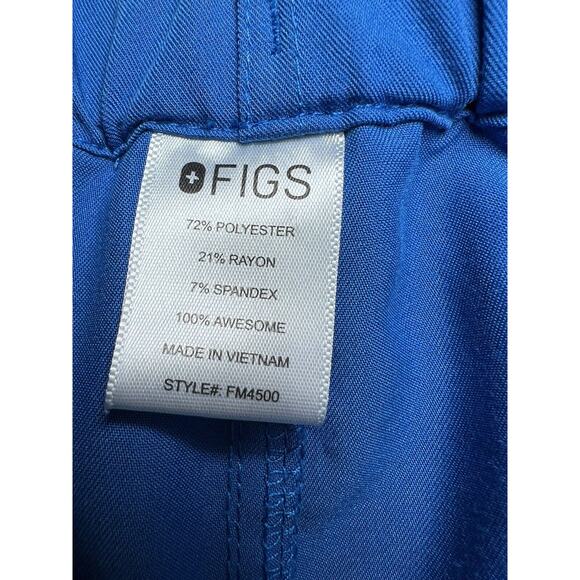 FIGS
72% POLYESTER
21% RAYON
7% SPANDEX
100% AWESOME
MADE IN VIETNAM
STYLE#: FM4500